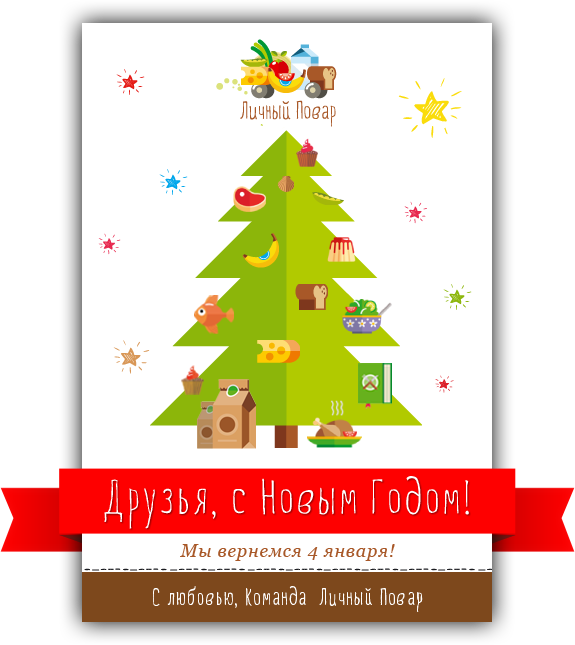 Личный Повар
Друзья, с Новым Годом!
Мы вернемся 4 января!
С любовью, Команда Личный Повар